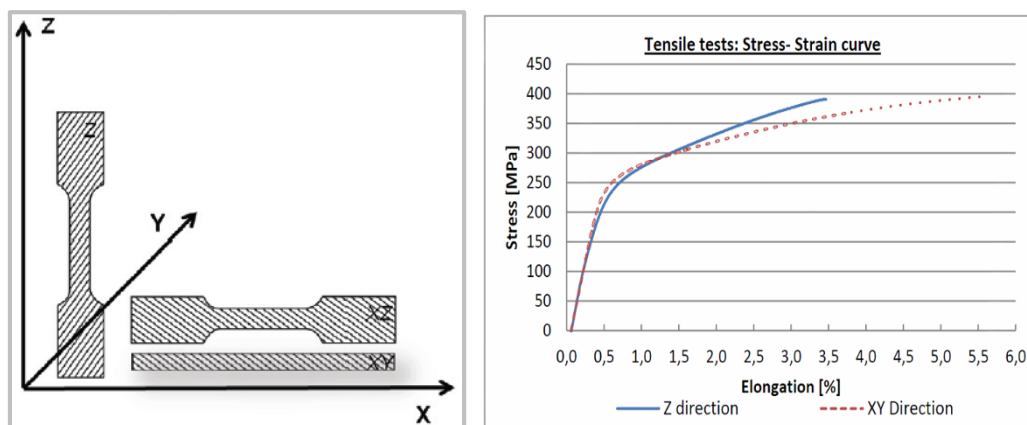 Z
Z
Y
XZ
XY
X
Tensile tests: Stress- Strain curve
450
400
350
300
250
200
150
100
50
0
Stress [MPa]
0,0 0,5 1,0 1,5 2,0 2,5 3,0 3,5 4,0 4,5 5,0 5,5 6,0
Elongation [%]
Z direction XY Direction